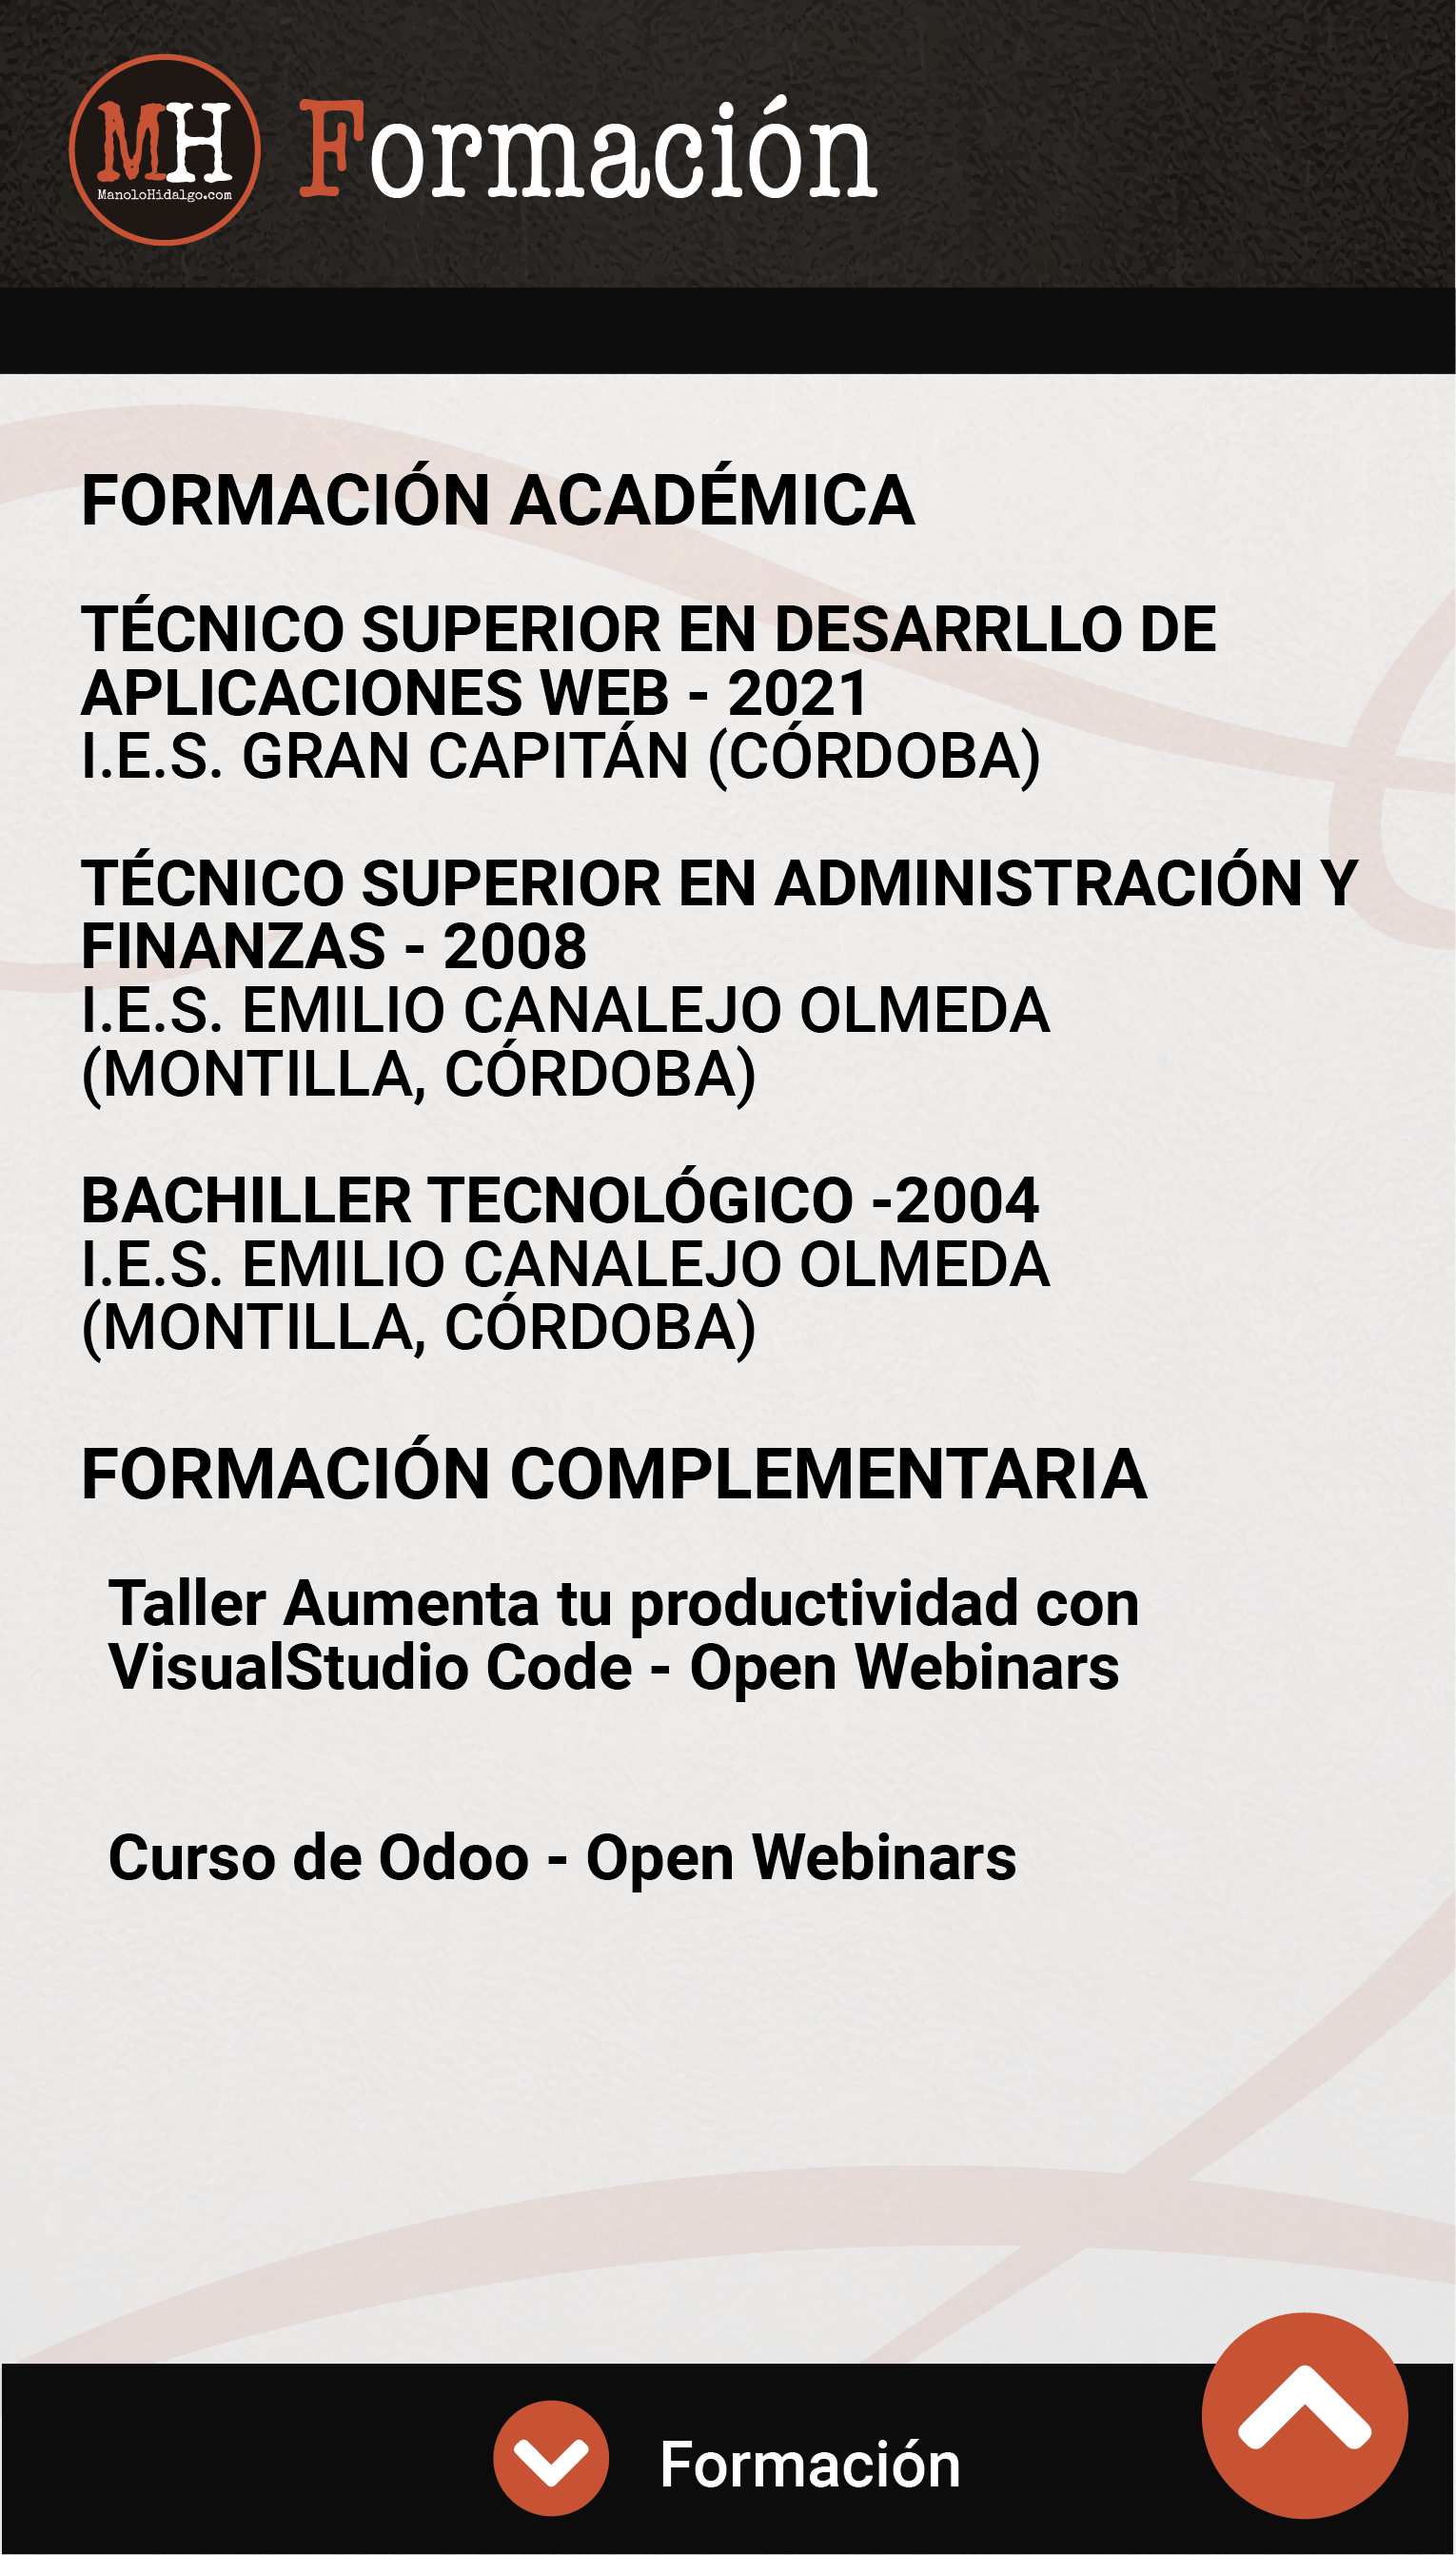 MH
ManoloHidalgo.com
Formación
FORMACIÓN ACADÉMICA
TÉCNICO SUPERIOR EN DESARRLLO DE
APLICACIONES WEB - 2021
I.E.S. GRAN CAPITÁN (CÓRDOBA)
TÉCNICO SUPERIOR EN ADMINISTRACIÓN Y
FINANZAS - 2008
I.E.S. EMILIO CANALEJO OLMEDA
(MONTILLA, CÓRDOBA)
BACHILLER TECNOLÓGICO -2004
I.E.S. EMILIO CANALEJO OLMEDA
(MONTILLA, CÓRDOBA)
FORMACIÓN COMPLEMENTARIA
Taller Aumenta tu productividad con
VisualStudio Code - Open Webinars
Curso de Odoo - Open Webinars
Formación